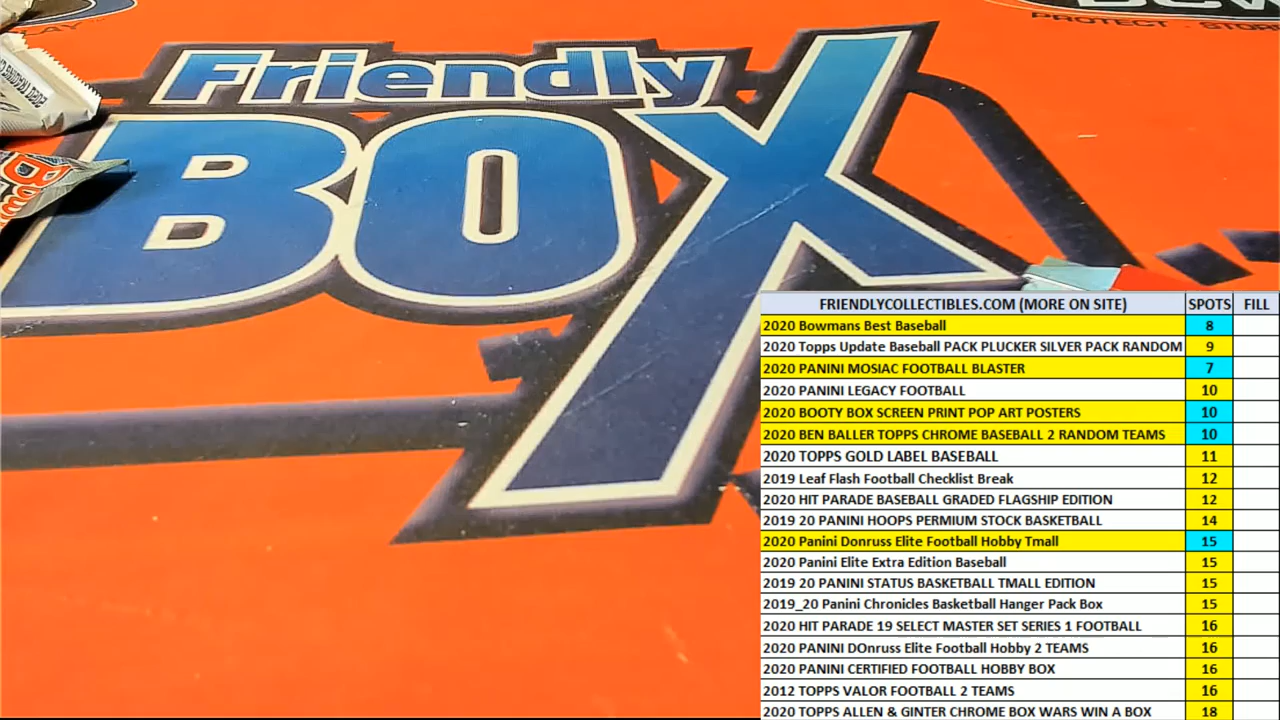 LAY
PROTECT · STOR
Friendly
BOX
Bow
FRIENDLYCOLLECTIBLES.COM (MORE ON SITE) SPOTS FILL
2020 Bowmans Best Baseball 8
2020 Topps Update Baseball PACK PLUCKER SILVER PACK RANDOM 9
2020 PANINI MOSIAC FOOTBALL BLASTER 7
2020 PANINI LEGACY FOOTBALL 10
2020 BOOTY BOX SCREEN PRINT POP ART POSTERS 10
2020 BEN BALLER TOPPS CHROME BASEBALL 2 RANDOM TEAMS 10
2020 TOPPS GOLD LABEL BASEBALL 11
2019 Leaf Flash Football Checklist Break 12
2020 HIT PARADE BASEBALL GRADED FLAGSHIP EDITION 12
2019 20 PANINI HOOPS PERMIUM STOCK BASKETBALL 14
2020 Panini Donruss Elite Football Hobby Tmall 15
2020 Panini Elite Extra Edition Baseball 15
2019 20 PANINI STATUS BASKETBALL TMALL EDITION 15
2019_20 Panini Chronicles Basketball Hanger Pack Box 15
2020 HIT PARADE 19 SELECT MASTER SET SERIES 1 FOOTBALL 16
2020 PANINI DOnruss Elite Football Hobby 2 TEAMS 16
2020 PANINI CERTIFIED FOOTBALL HOBBY BOX 16
2012 TOPPS VALOR FOOTBALL 2 TEAMS 16
2020 TOPPS ALLEN & GINTER CHROME BOX WARS WIN A BOX 18